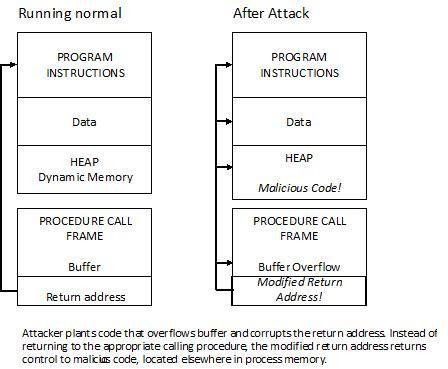 Running normal
PROGRAM
INSTRUCTIONS
Data
HEAP
Dynamic Memory
PROCEDURE CALL
FRAME
Buffer
Return address
After Attack
PROGRAM
INSTRUCTIONS
Data
HEAP
Malicious Code!
PROCEDURE CALL
FRAME
Buffer Overflow
Modified Return
Address!
Attacker plants code that overflows buffer and corrupts the return address. Instead of
returning to the appropriate calling procedure, the modified return address returns
control to malicius code, located elsewhere in process memory.